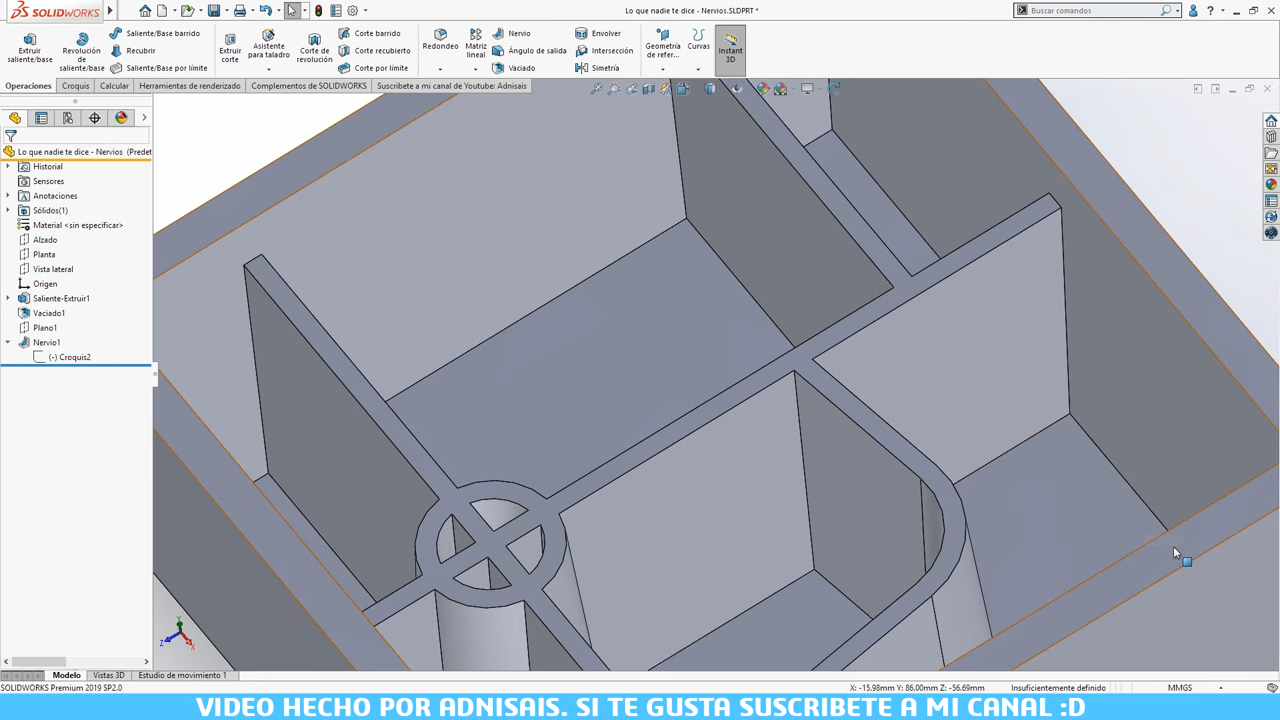 SOLIDWORKS
Lo que nadie te dice - Nervios.SLDPRT *
Buscar comandos
Extruir saliente/base
Revolución de saliente/base
Saliente/Base barrido
Recubrir
Saliente/Base por límite
Extruir corte
Asistente para taladro
Corte de revolución
Corte barrido
Corte recubierto
Corte por límite
Redondeo
Matriz lineal
Nervio
Ángulo de salida
Vaciado
Envolver
Intersección
Simetría
Geometría de refer...
Curvas
Instant 3D
Operaciones
Croquis
Calcular
Herramientas de renderizado
Complementos de SOLIDWORKS
Suscribete a mi canal de Youtube: Adnisais
Lo que nadie te dice - Nervios (Predet
Historial
Sensores
Anotaciones
Sólidos(1)
Material <sin especificar>
Alzado
Planta
Vista lateral
Origen
Saliente-Extruir1
Vaciado1
Plano1
Nervio1
(-) Croquis2
Y
Z
X
Modelo
Vistas 3D
Estudio de movimiento 1
SOLIDWORKS Premium 2019 SP2.0
X: -15.98mm Y: 86.00mm Z: -56.69mm
Insuficientemente definido
MMGS
VIDEO HECHO POR ADNISAIS. SI TE GUSTA SUSCRIBETE A MI CANAL :D